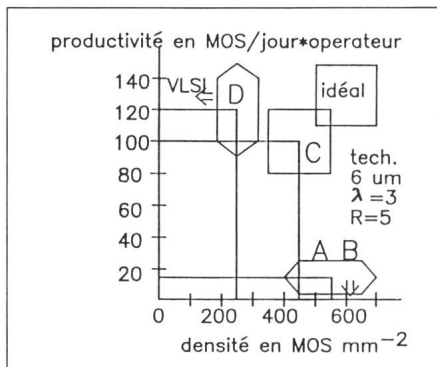 productivité en MOS/jour*operateur
140
VLSI
D
idéal
120
100
C
tech.
80
6 um
λ =3
60
R=5
40
A B
20
0 200 400 600
densité en MOS mm⁻²